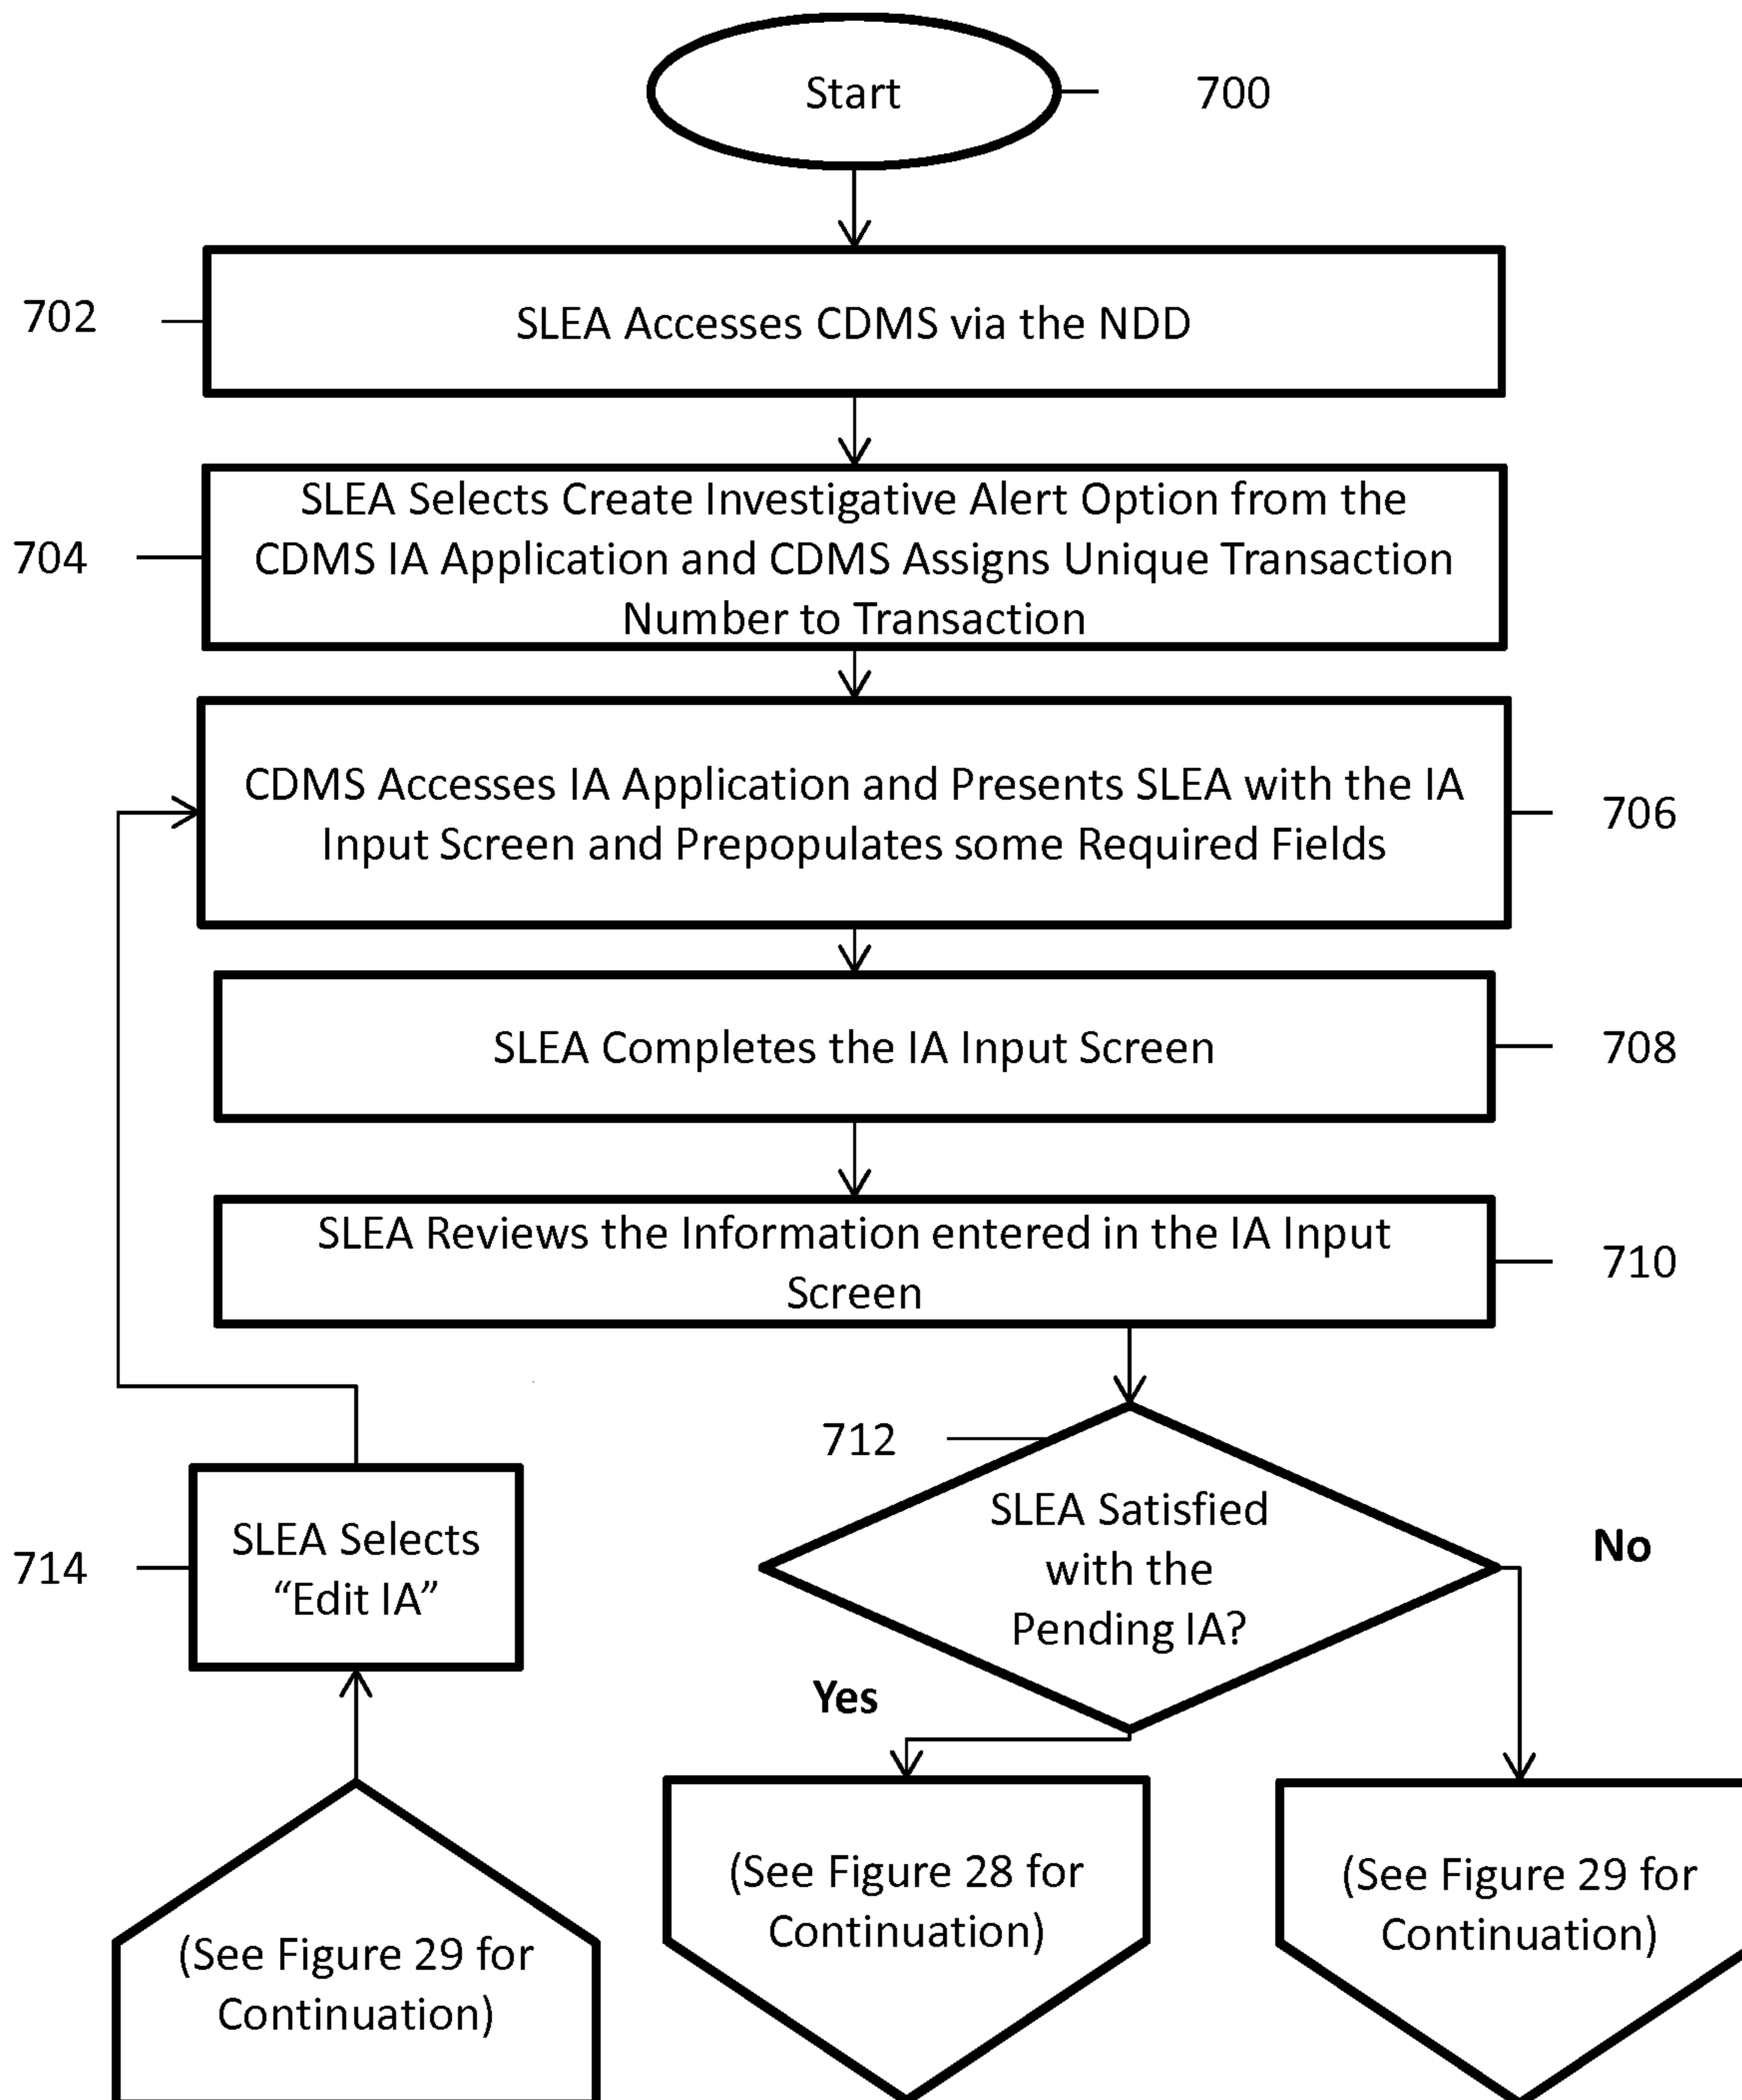 Start
700
702
SLEA Accesses CDMS via the NDD
704
SLEA Selects Create Investigative Alert Option from the
CDMS IA Application and CDMS Assigns Unique Transaction
Number to Transaction
CDMS Accesses IA Application and Presents SLEA with the IA
Input Screen and Prepopulates some Required Fields
706
SLEA Completes the IA Input Screen
708
SLEA Reviews the Information entered in the IA Input
Screen
710
712
SLEA Satisfied
with the
Pending IA?
No
Yes
714
SLEA Selects
“Edit IA”
(See Figure 29 for
Continuation)
(See Figure 28 for
Continuation)
(See Figure 29 for
Continuation)